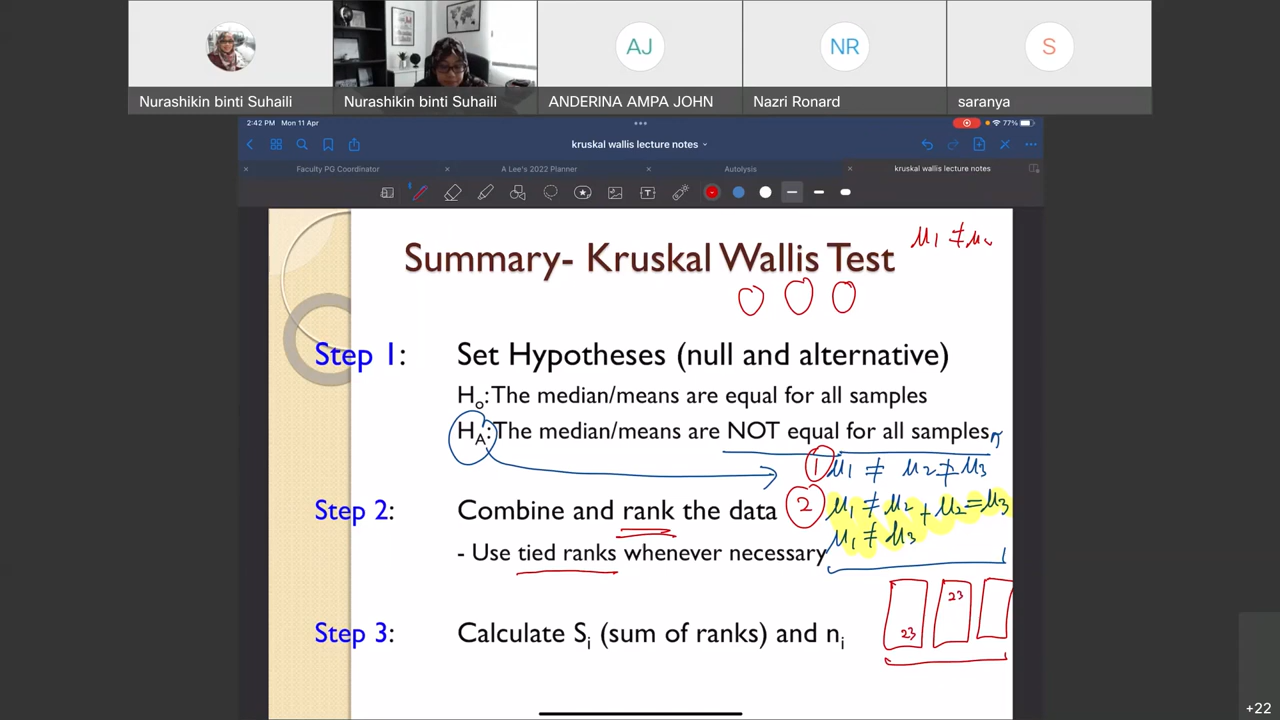 AJ
NR
S
Nurashikin binti Suhaili
Nurashikin binti Suhaili
ANDERINA AMPA JOHN
Nazri Ronard
saranya
2:42 PM Mon 11 Apr
77%
kruskal wallis lecture notes
Faculty PG Coordinator
A Lee's 2022 Planner
Autolysis
kruskal wallis lecture notes
T
Summary- Kruskal Wallis Test
μ₁ ≠ μ₂
Step 1: Set Hypotheses (null and alternative)
Ho: The median/means are equal for all samples
HA: The median/means are NOT equal for all samples
① μ₁ ≠ μ₂ ≠ μ₃
Step 2: Combine and rank the data
② μ₁ ≠ μ₂ + μ₂ = μ₃
μ₁ ≠ μ₃
- Use tied ranks whenever necessary
23
23
Step 3: Calculate Si (sum of ranks) and ni
+22